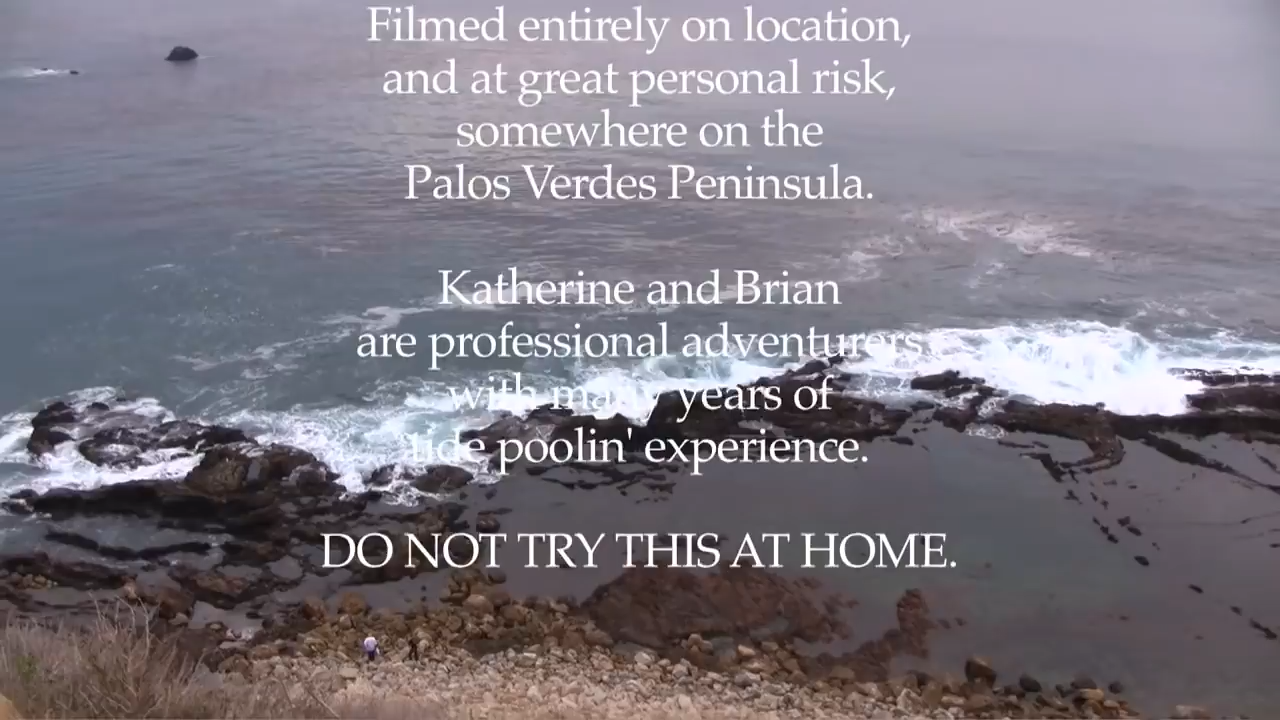 Filmed entirely on location,
and at great personal risk,
somewhere on the
Palos Verdes Peninsula.
Katherine and Brian
are professional adventurers
with many years of
tide poolin' experience.
DO NOT TRY THIS AT HOME.